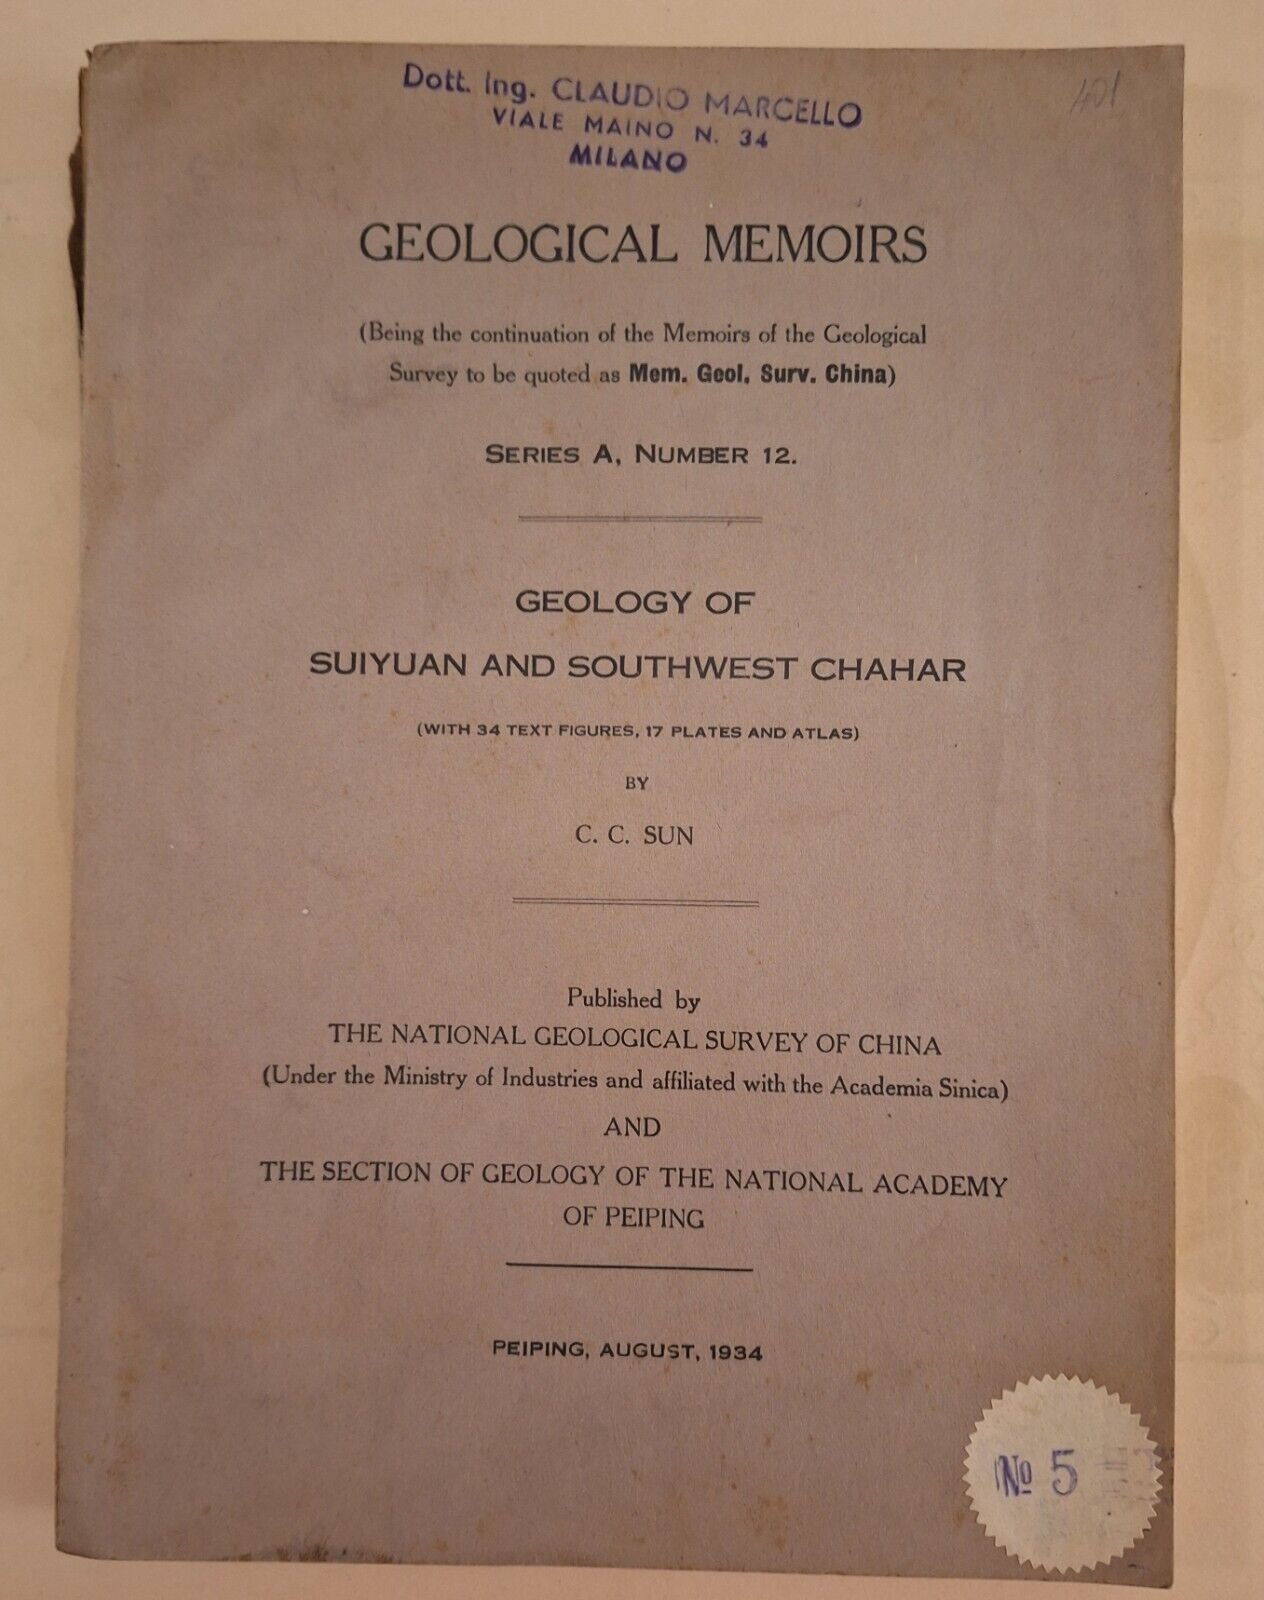 Dott. Ing. CLAUDIO MARCELLO
VIALE MAINO N. 34
MILANO
401
GEOLOGICAL MEMOIRS
(Being the continuation of the Memoirs of the Geological
Survey to be quoted as Mem. Geol. Surv. China)
SERIES A, NUMBER 12.
GEOLOGY OF
SUIYUAN AND SOUTHWEST CHAHAR
(WITH 34 TEXT FIGURES, 17 PLATES AND ATLAS)
BY
C. C. SUN
Published by
THE NATIONAL GEOLOGICAL SURVEY OF CHINA
(Under the Ministry of Industries and affiliated with the Academia Sinica)
AND
THE SECTION OF GEOLOGY OF THE NATIONAL ACADEMY
OF PEIPING
PEIPING, AUGUST, 1934
No 5